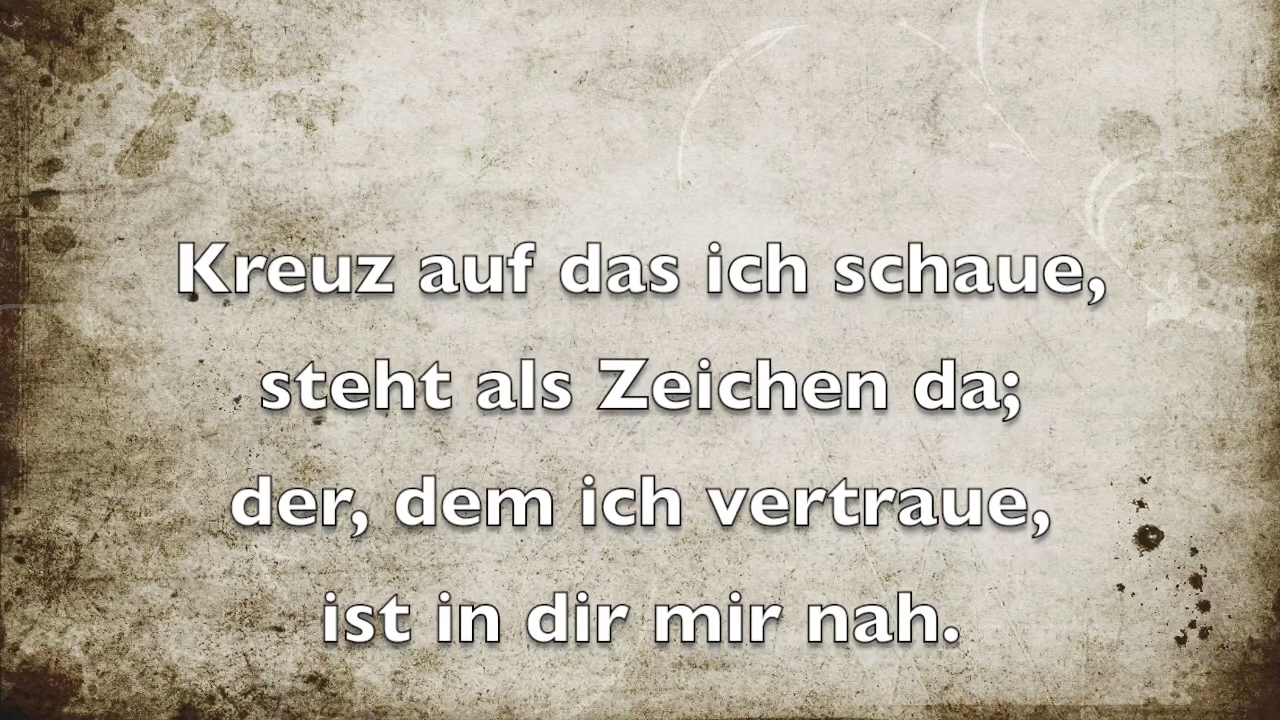 Kreuz auf das ich schaue,
steht als Zeichen da;
der, dem ich vertraue,
ist in dir mir nah.